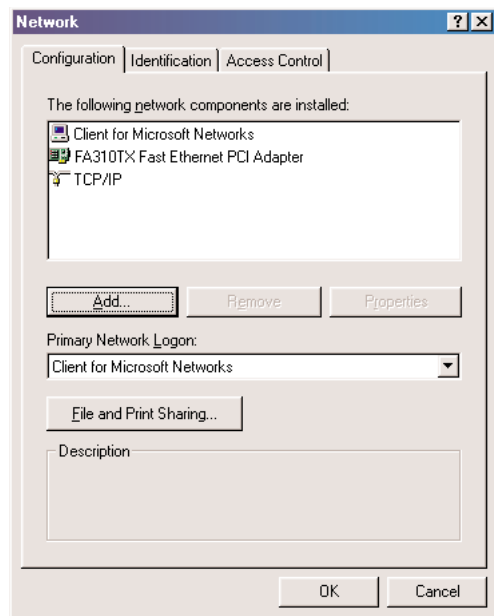 Network
? X
Configuration Identification Access Control
The following network components are installed:
Client for Microsoft Networks
FA310TX Fast Ethernet PCI Adapter
TCP/IP
Add... Remove Properties
Primary Network Logon:
Client for Microsoft Networks
File and Print Sharing...
Description
OK Cancel